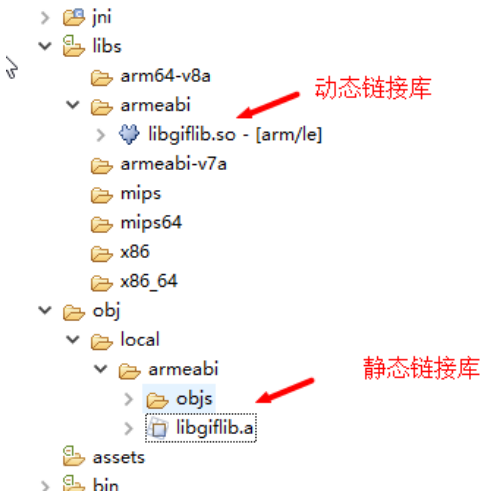 jni
libs
arm64-v8a
动态链接库
armeabi
libgiflib.so - [arm/le]
armeabi-v7a
mips
mips64
x86
x86_64
obj
local
armeabi
静态链接库
objs
libgiflib.a
assets
bin